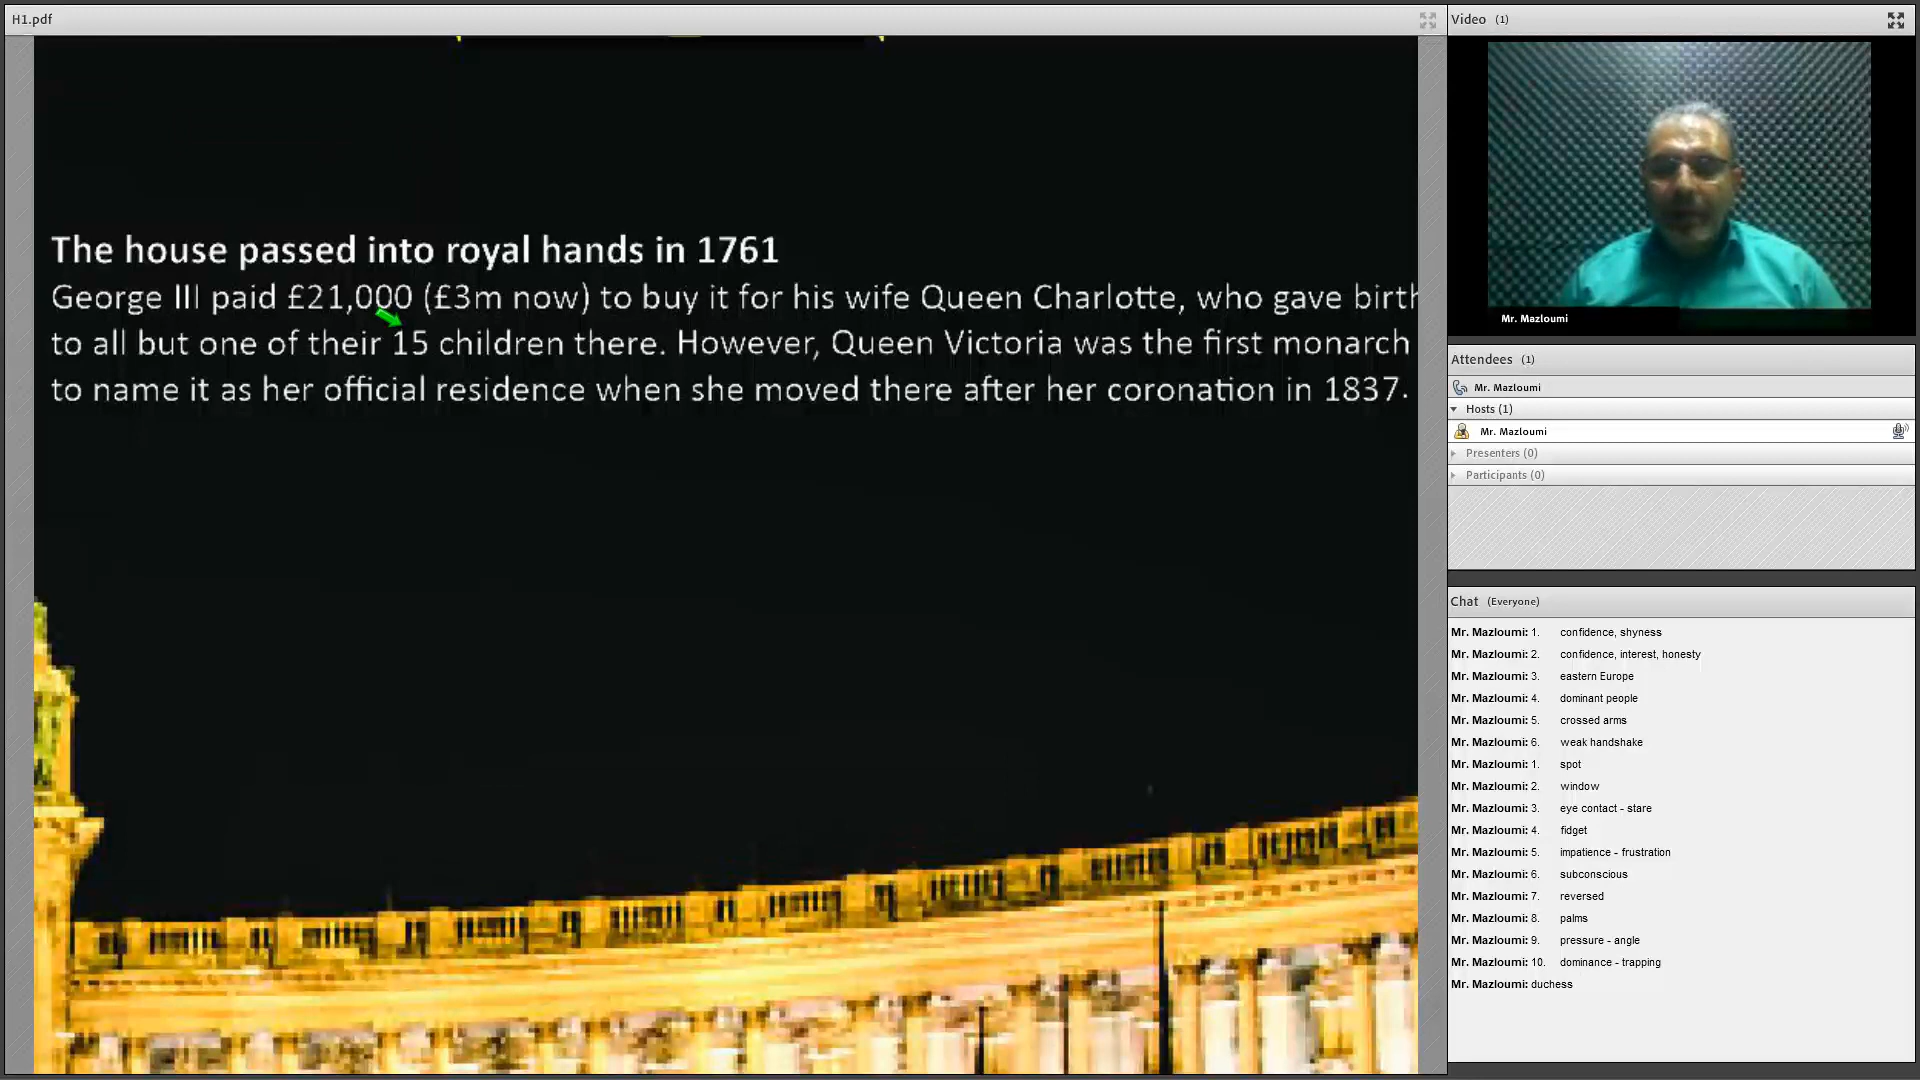 H1.pdf
The house passed into royal hands in 1761
George III paid £21,000 (£3m now) to buy it for his wife Queen Charlotte, who gave birth
to all but one of their 15 children there. However, Queen Victoria was the first monarch
to name it as her official residence when she moved there after her coronation in 1837.
Video (1)
Mr. Mazloumi
Attendees (1)
Mr. Mazloumi
Hosts (1)
Mr. Mazloumi
Presenters (0)
Participants (0)
Chat (Everyone)
Mr. Mazloumi: 1. confidence, shyness
Mr. Mazloumi: 2. confidence, interest, honesty
Mr. Mazloumi: 3. eastern Europe
Mr. Mazloumi: 4. dominant people
Mr. Mazloumi: 5. crossed arms
Mr. Mazloumi: 6. weak handshake
Mr. Mazloumi: 1. spot
Mr. Mazloumi: 2. window
Mr. Mazloumi: 3. eye contact - stare
Mr. Mazloumi: 4. fidget
Mr. Mazloumi: 5. impatience - frustration
Mr. Mazloumi: 6. subconscious
Mr. Mazloumi: 7. reversed
Mr. Mazloumi: 8. palms
Mr. Mazloumi: 9. pressure - angle
Mr. Mazloumi: 10. dominance - trapping
Mr. Mazloumi: duchess